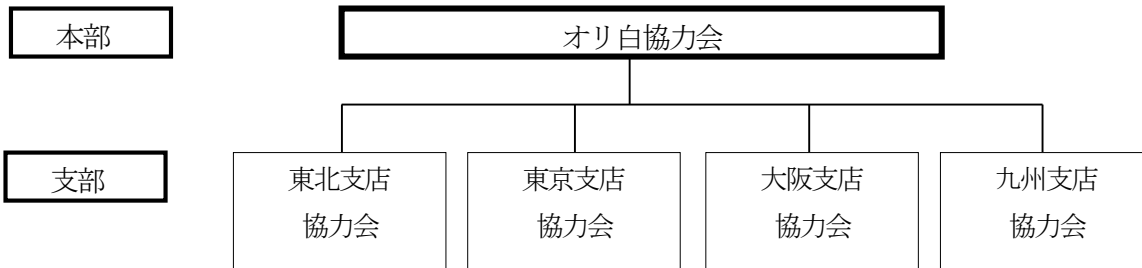 本部
オリ白協力会
支部
東北支店
協力会
東京支店
協力会
大阪支店
協力会
九州支店
協力会